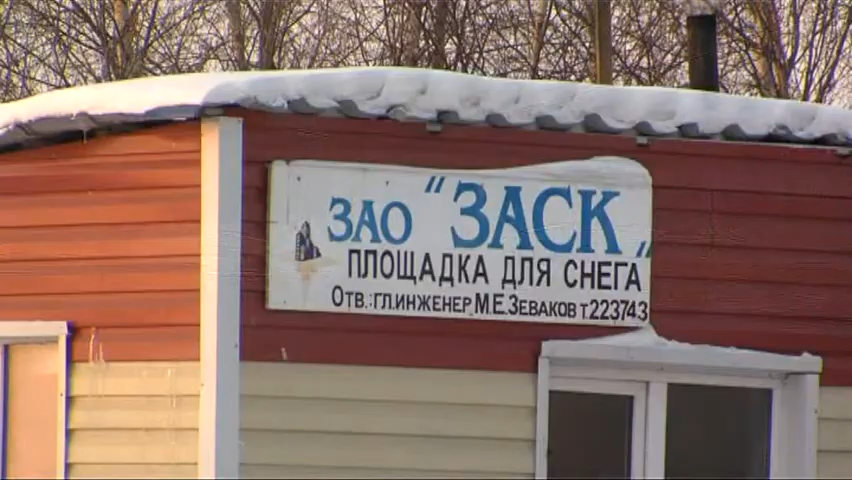 ЗАО "ЗАСК„
ПЛОЩАДКА ДЛЯ СНЕГА
Отв.: гл.инженер М.Е.Зеваков т.223743